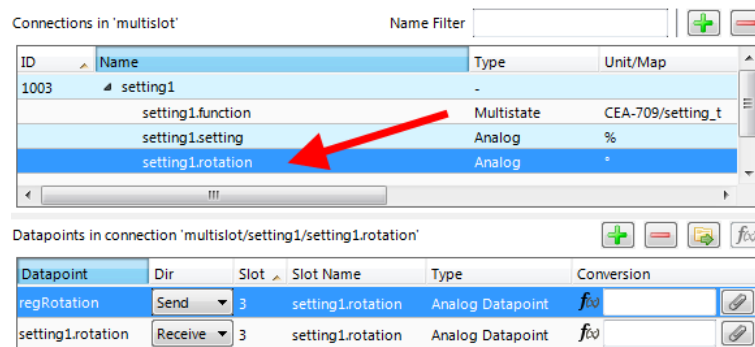 Connections in 'multislot' Name Filter
ID Name Type Unit/Map
1003 setting1 -
setting1.function Multistate CEA-709/setting_t
setting1.setting Analog %
setting1.rotation Analog °
Datapoints in connection 'multislot/setting1/setting1.rotation' f(x)
Datapoint Dir Slot Slot Name Type Conversion
regRotation Send 3 setting1.rotation Analog Datapoint f(x)
setting1.rotation Receive 3 setting1.rotation Analog Datapoint f(x)